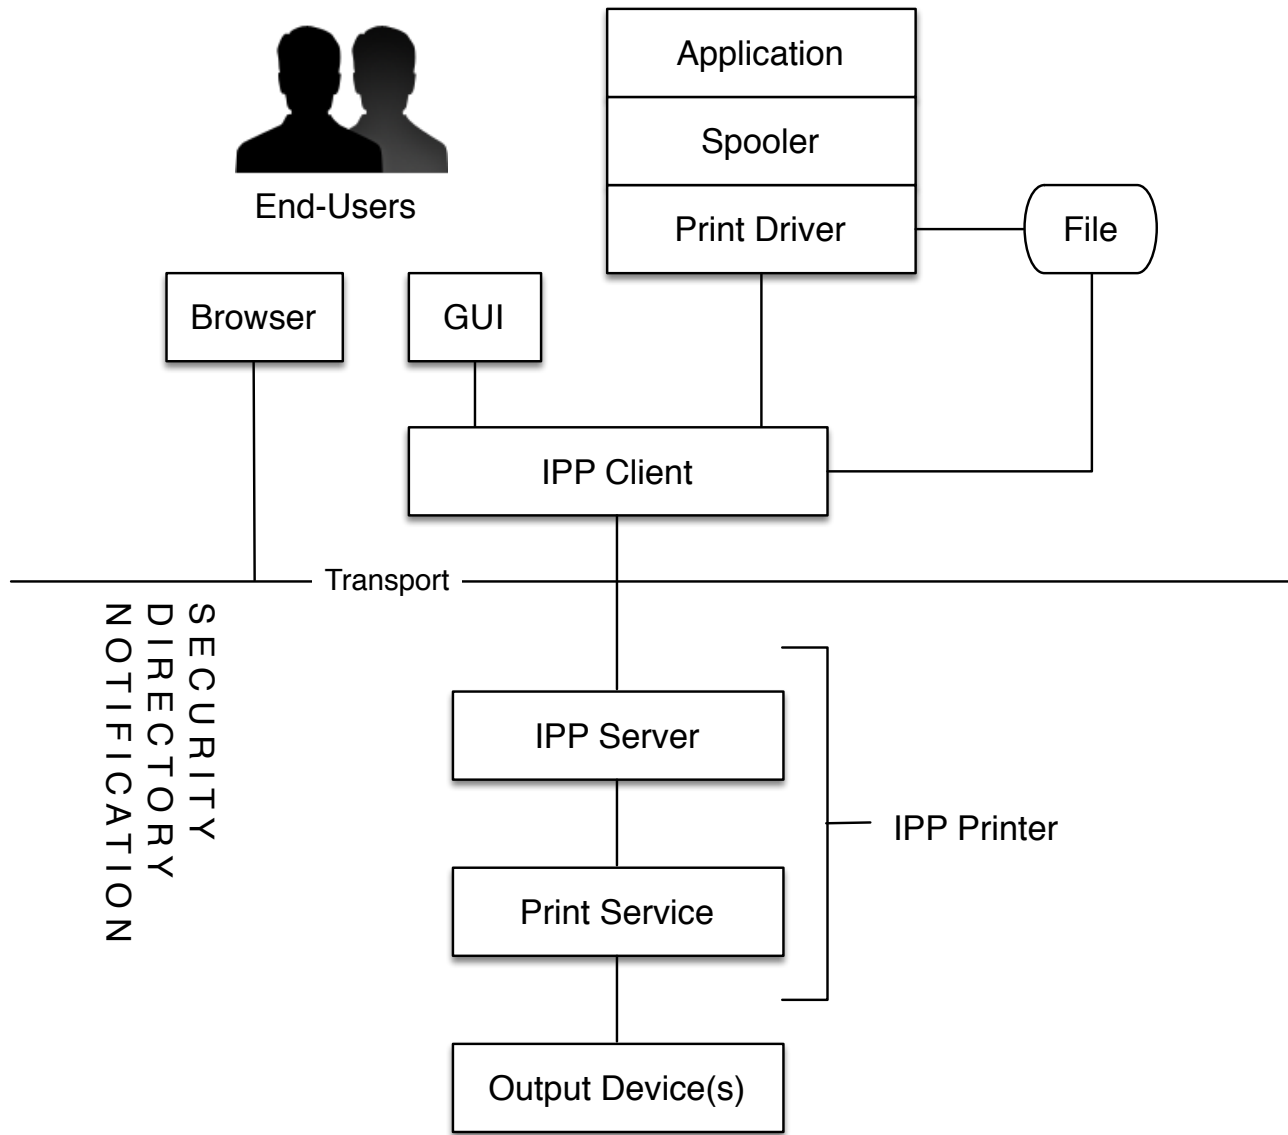 Application
Spooler
End-Users
Print Driver
File
Browser
GUI
IPP Client
Transport
SECURITY
DIRECTORY
NOTIFICATION
IPP Server
IPP Printer
Print Service
Output Device(s)